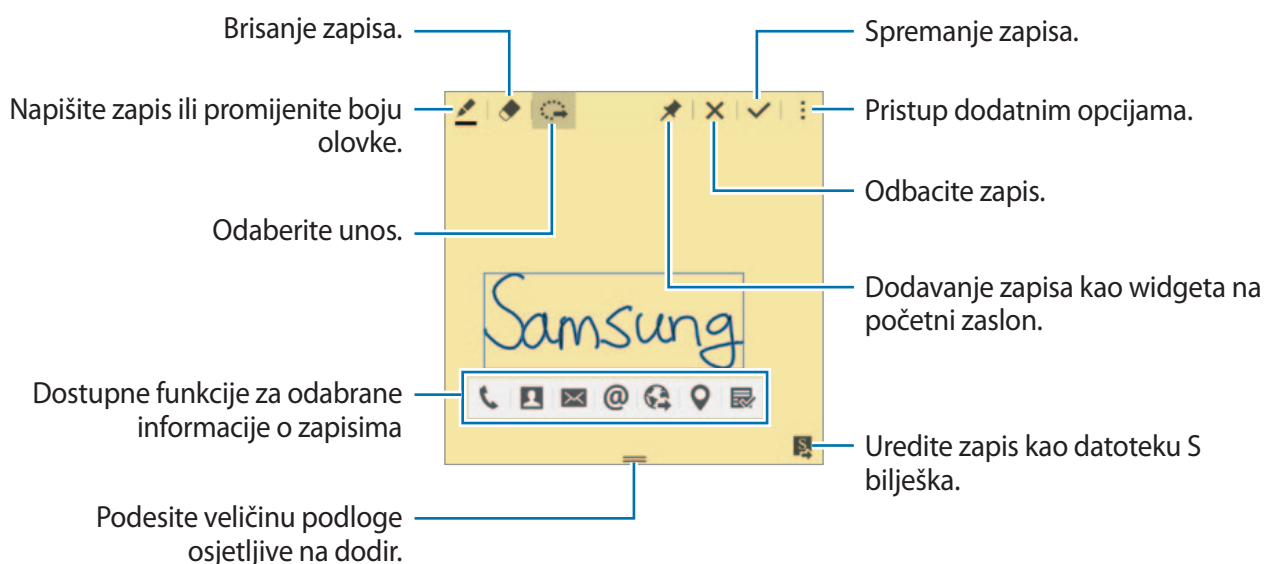 Brisanje zapisa.
Spremanje zapisa.
Napišite zapis ili promijenite boju
olovke.
Pristup dodatnim opcijama.
Odbacite zapis.
Odaberite unos.
Dodavanje zapisa kao widgeta na
početni zaslon.
Samsung
Dostupne funkcije za odabrane
informacije o zapisima
Uredite zapis kao datoteku S
bilješka.
Podesite veličinu podloge
osjetljive na dodir.